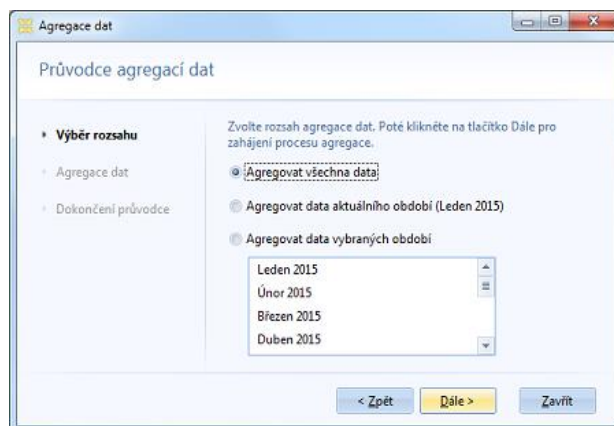 Agregace dat
Průvodce agregací dat
Výběr rozsahu
Agregace dat
Dokončení průvodce
Zvolte rozsah agregace dat. Poté klikněte na tlačítko Dále pro
zahájení procesu agregace.
Agregovat všechna data
Agregovat data aktuálního období (Leden 2015)
Agregovat data vybraných období
Leden 2015
Únor 2015
Březen 2015
Duben 2015
< Zpět
Dále >
Zavřít